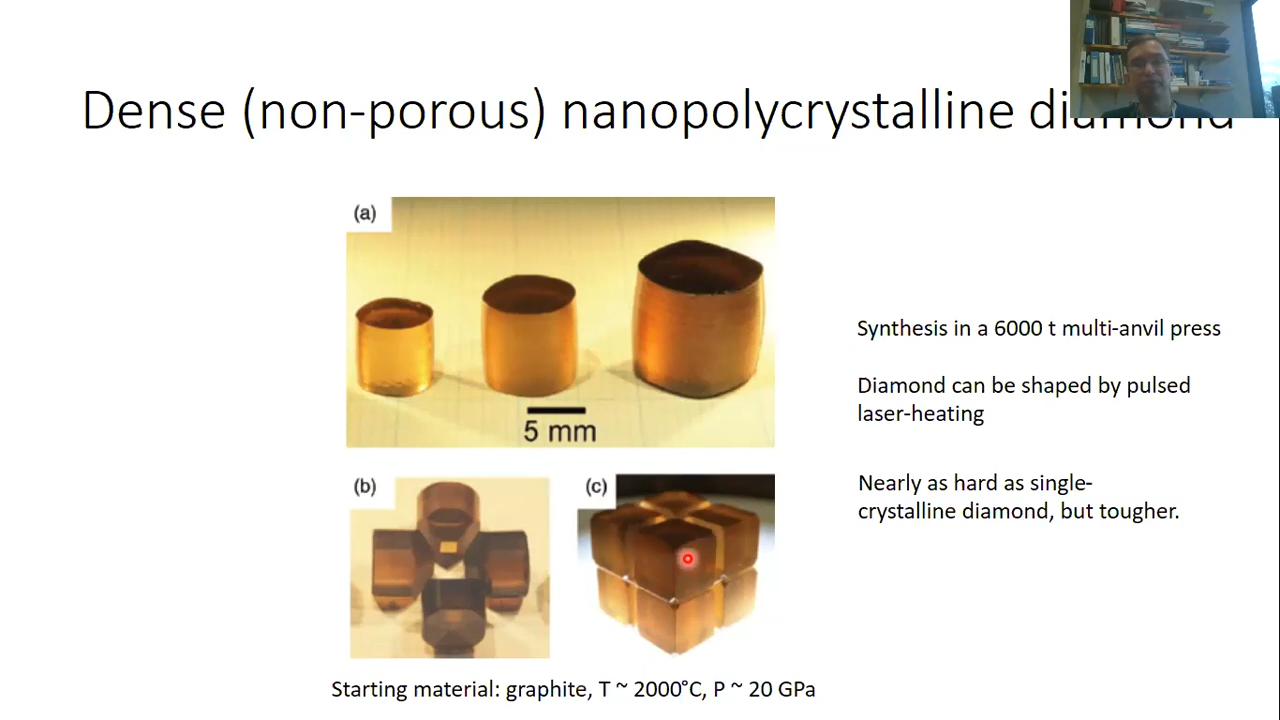 Dense (non-porous) nanopolycrystalline diamond
(a)
5 mm
Synthesis in a 6000 t multi-anvil press
Diamond can be shaped by pulsed
laser-heating
(b)
(c)
Nearly as hard as single-
crystalline diamond, but tougher.
Starting material: graphite, T ~ 2000°C, P ~ 20 GPa